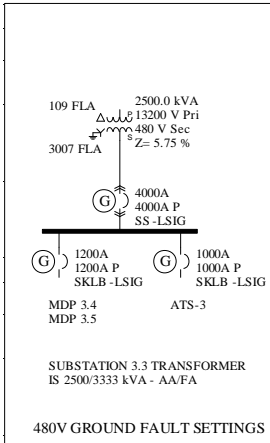 2500.0 kVA
109 FLA
P
13200 V Pri
480 V Sec
S
3007 FLA
Z= 5.75 %
G
4000A
4000A P
SS -LSIG
G
1200A
1200A P
SKLB -LSIG
G
1000A
1000A P
SKLB -LSIG
MDP 3.4
MDP 3.5
ATS-3
SUBSTATION 3.3 TRANSFORMER
IS 2500/3333 kVA - AA/FA
480V GROUND FAULT SETTINGS